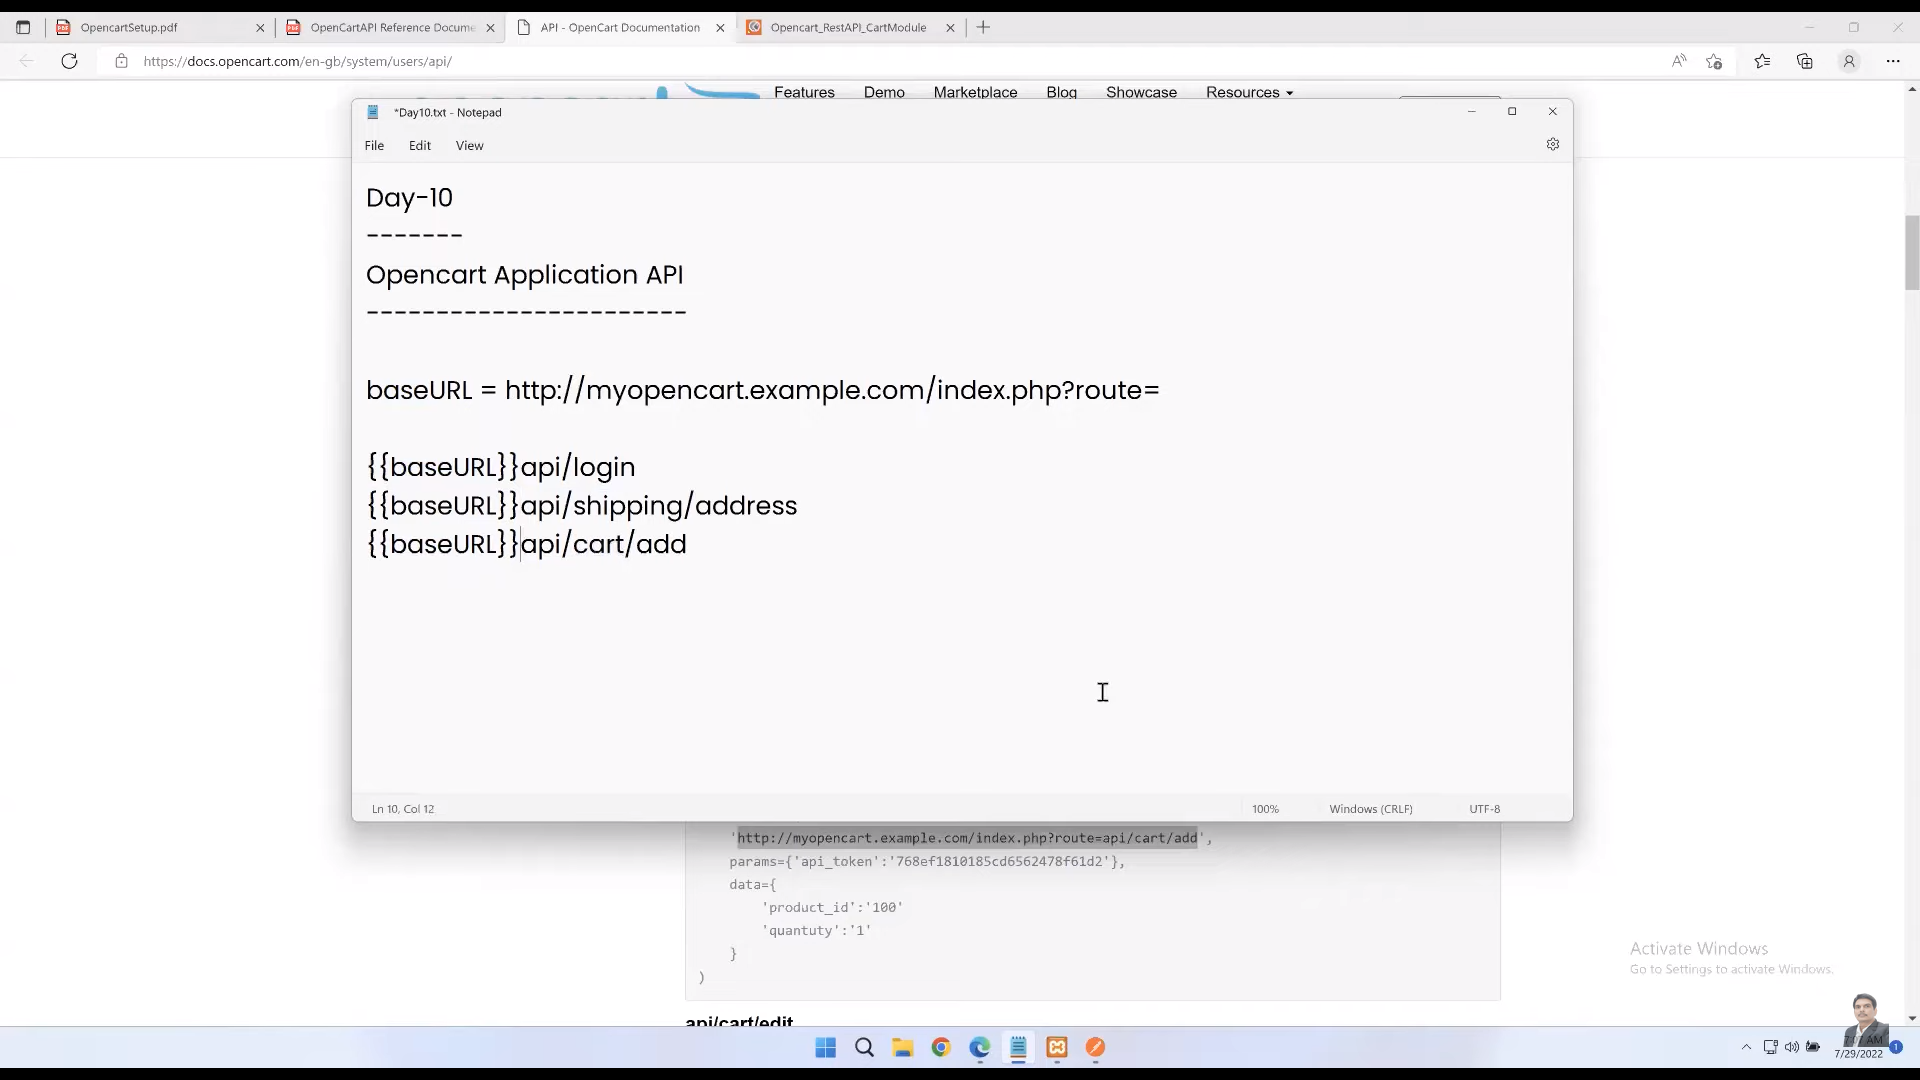 OpencartSetup.pdf
OpenCartAPI Reference Docume
API - OpenCart Documentation
Opencart_RestAPI_CartModule
https://docs.opencart.com/en-gb/system/users/api/
Features Demo Marketplace Blog Showcase Resources
*Day10.txt - Notepad
File Edit View
Day-10
-------
Opencart Application API
-----------------------
baseURL = http://myopencart.example.com/index.php?route=
{{baseURL}}api/login
{{baseURL}}api/shipping/address
{{baseURL}}api/cart/add
Ln 10, Col 12
100%
Windows (CRLF)
UTF-8
'http://myopencart.example.com/index.php?route=api/cart/add',
params={'api_token':'768ef1810185cd6562478f61d2'},
data={
'product_id':'100'
'quantuty':'1'
}
)
api/cart/edit
Activate Windows
Go to Settings to activate Windows.
7/29/2022